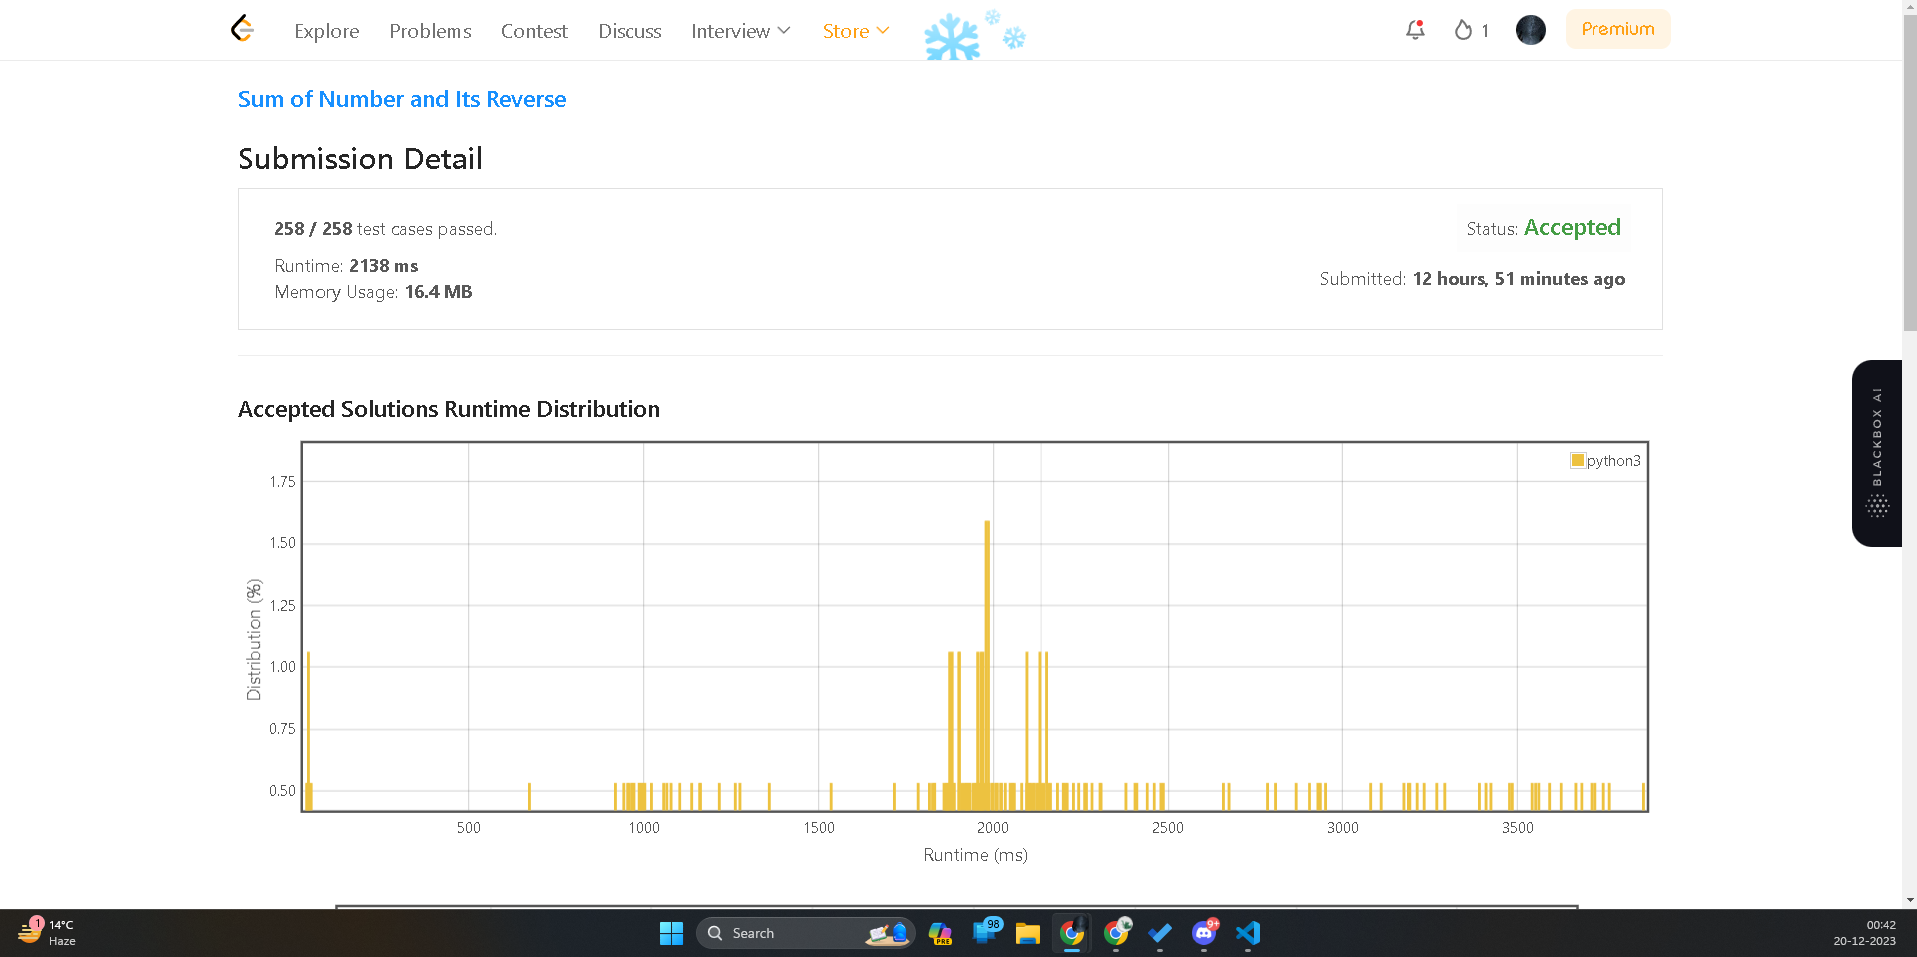 Explore Problems Contest Discuss Interview Store 1 Premium
Sum of Number and Its Reverse
Submission Detail
258 / 258 test cases passed.
Status: Accepted
Runtime: 2138 ms
Submitted: 12 hours, 51 minutes ago
Memory Usage: 16.4 MB
Accepted Solutions Runtime Distribution
python3
1.75
1.50
1.25
1.00
0.75
0.50
Distribution (%)
500 1000 1500 2000 2500 3000 3500
Runtime (ms)
BLACKBOX AI
1 14°C
Haze
Search
PRE
98
9+
00:42
20-12-2023